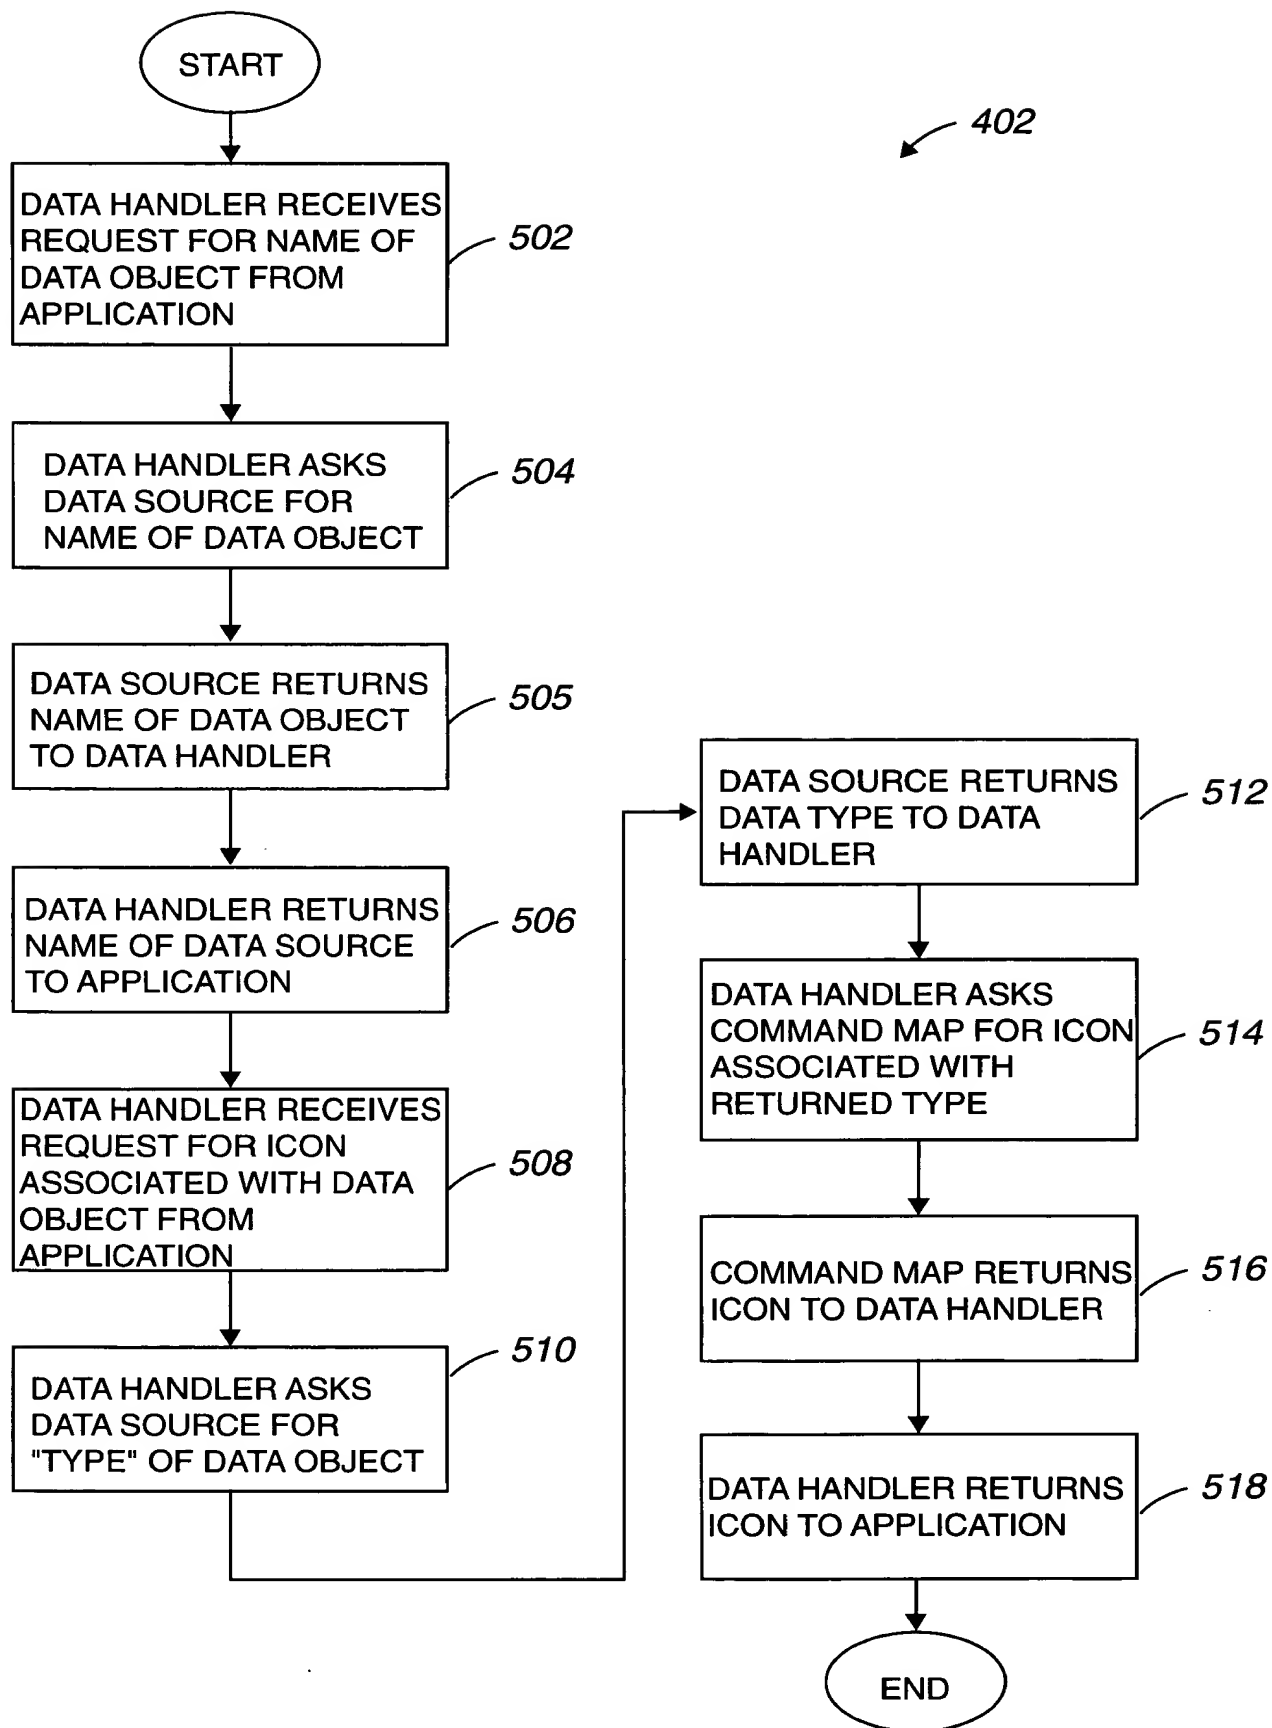 START
402
DATA HANDLER RECEIVES
REQUEST FOR NAME OF
DATA OBJECT FROM
APPLICATION
502
DATA HANDLER ASKS
DATA SOURCE FOR
NAME OF DATA OBJECT
504
DATA SOURCE RETURNS
NAME OF DATA OBJECT
TO DATA HANDLER
505
DATA HANDLER RETURNS
NAME OF DATA SOURCE
TO APPLICATION
506
DATA HANDLER RECEIVES
REQUEST FOR ICON
ASSOCIATED WITH DATA
OBJECT FROM
APPLICATION
508
DATA HANDLER ASKS
DATA SOURCE FOR
"TYPE" OF DATA OBJECT
510
DATA SOURCE RETURNS
DATA TYPE TO DATA
HANDLER
512
DATA HANDLER ASKS
COMMAND MAP FOR ICON
ASSOCIATED WITH
RETURNED TYPE
514
COMMAND MAP RETURNS
ICON TO DATA HANDLER
516
DATA HANDLER RETURNS
ICON TO APPLICATION
518
END